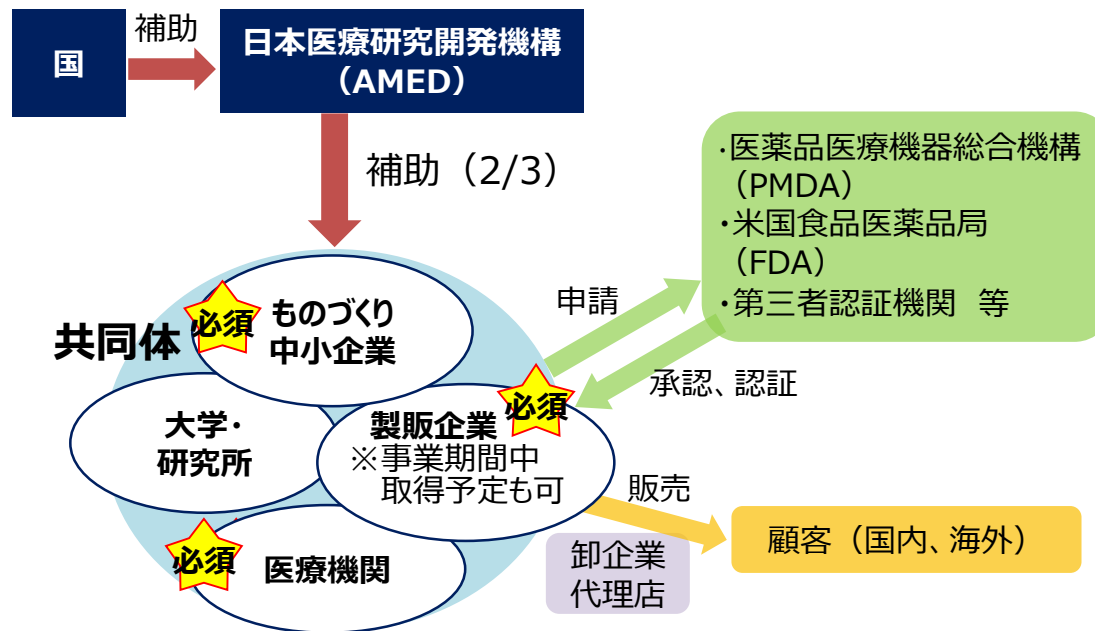 国
補助
日本医療研究開発機構
（AMED）
補助（2/3）
・医薬品医療機器総合機構
（PMDA）
・米国食品医薬品局
（FDA）
・第三者認証機関　等
申請
承認、認証
共同体
必須
ものづくり
中小企業
大学・
研究所
必須
製販企業
※事業期間中
取得予定も可
必須
医療機関
販売
卸企業
代理店
顧客（国内、海外）